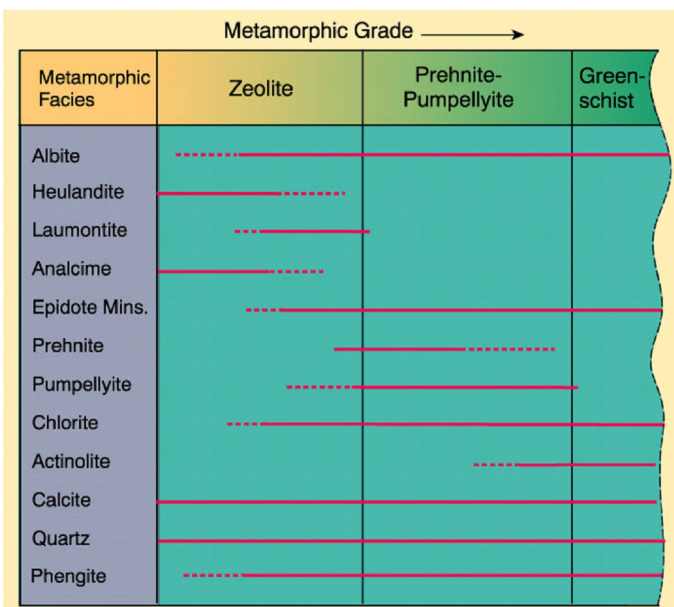 Metamorphic Grade
Metamorphic
Facies
Zeolite
Prehnite-
Pumpellyite
Green-
schist
Albite
Heulandite
Laumontite
Analcime
Epidote Mins.
Prehnite
Pumpellyite
Chlorite
Actinolite
Calcite
Quartz
Phengite